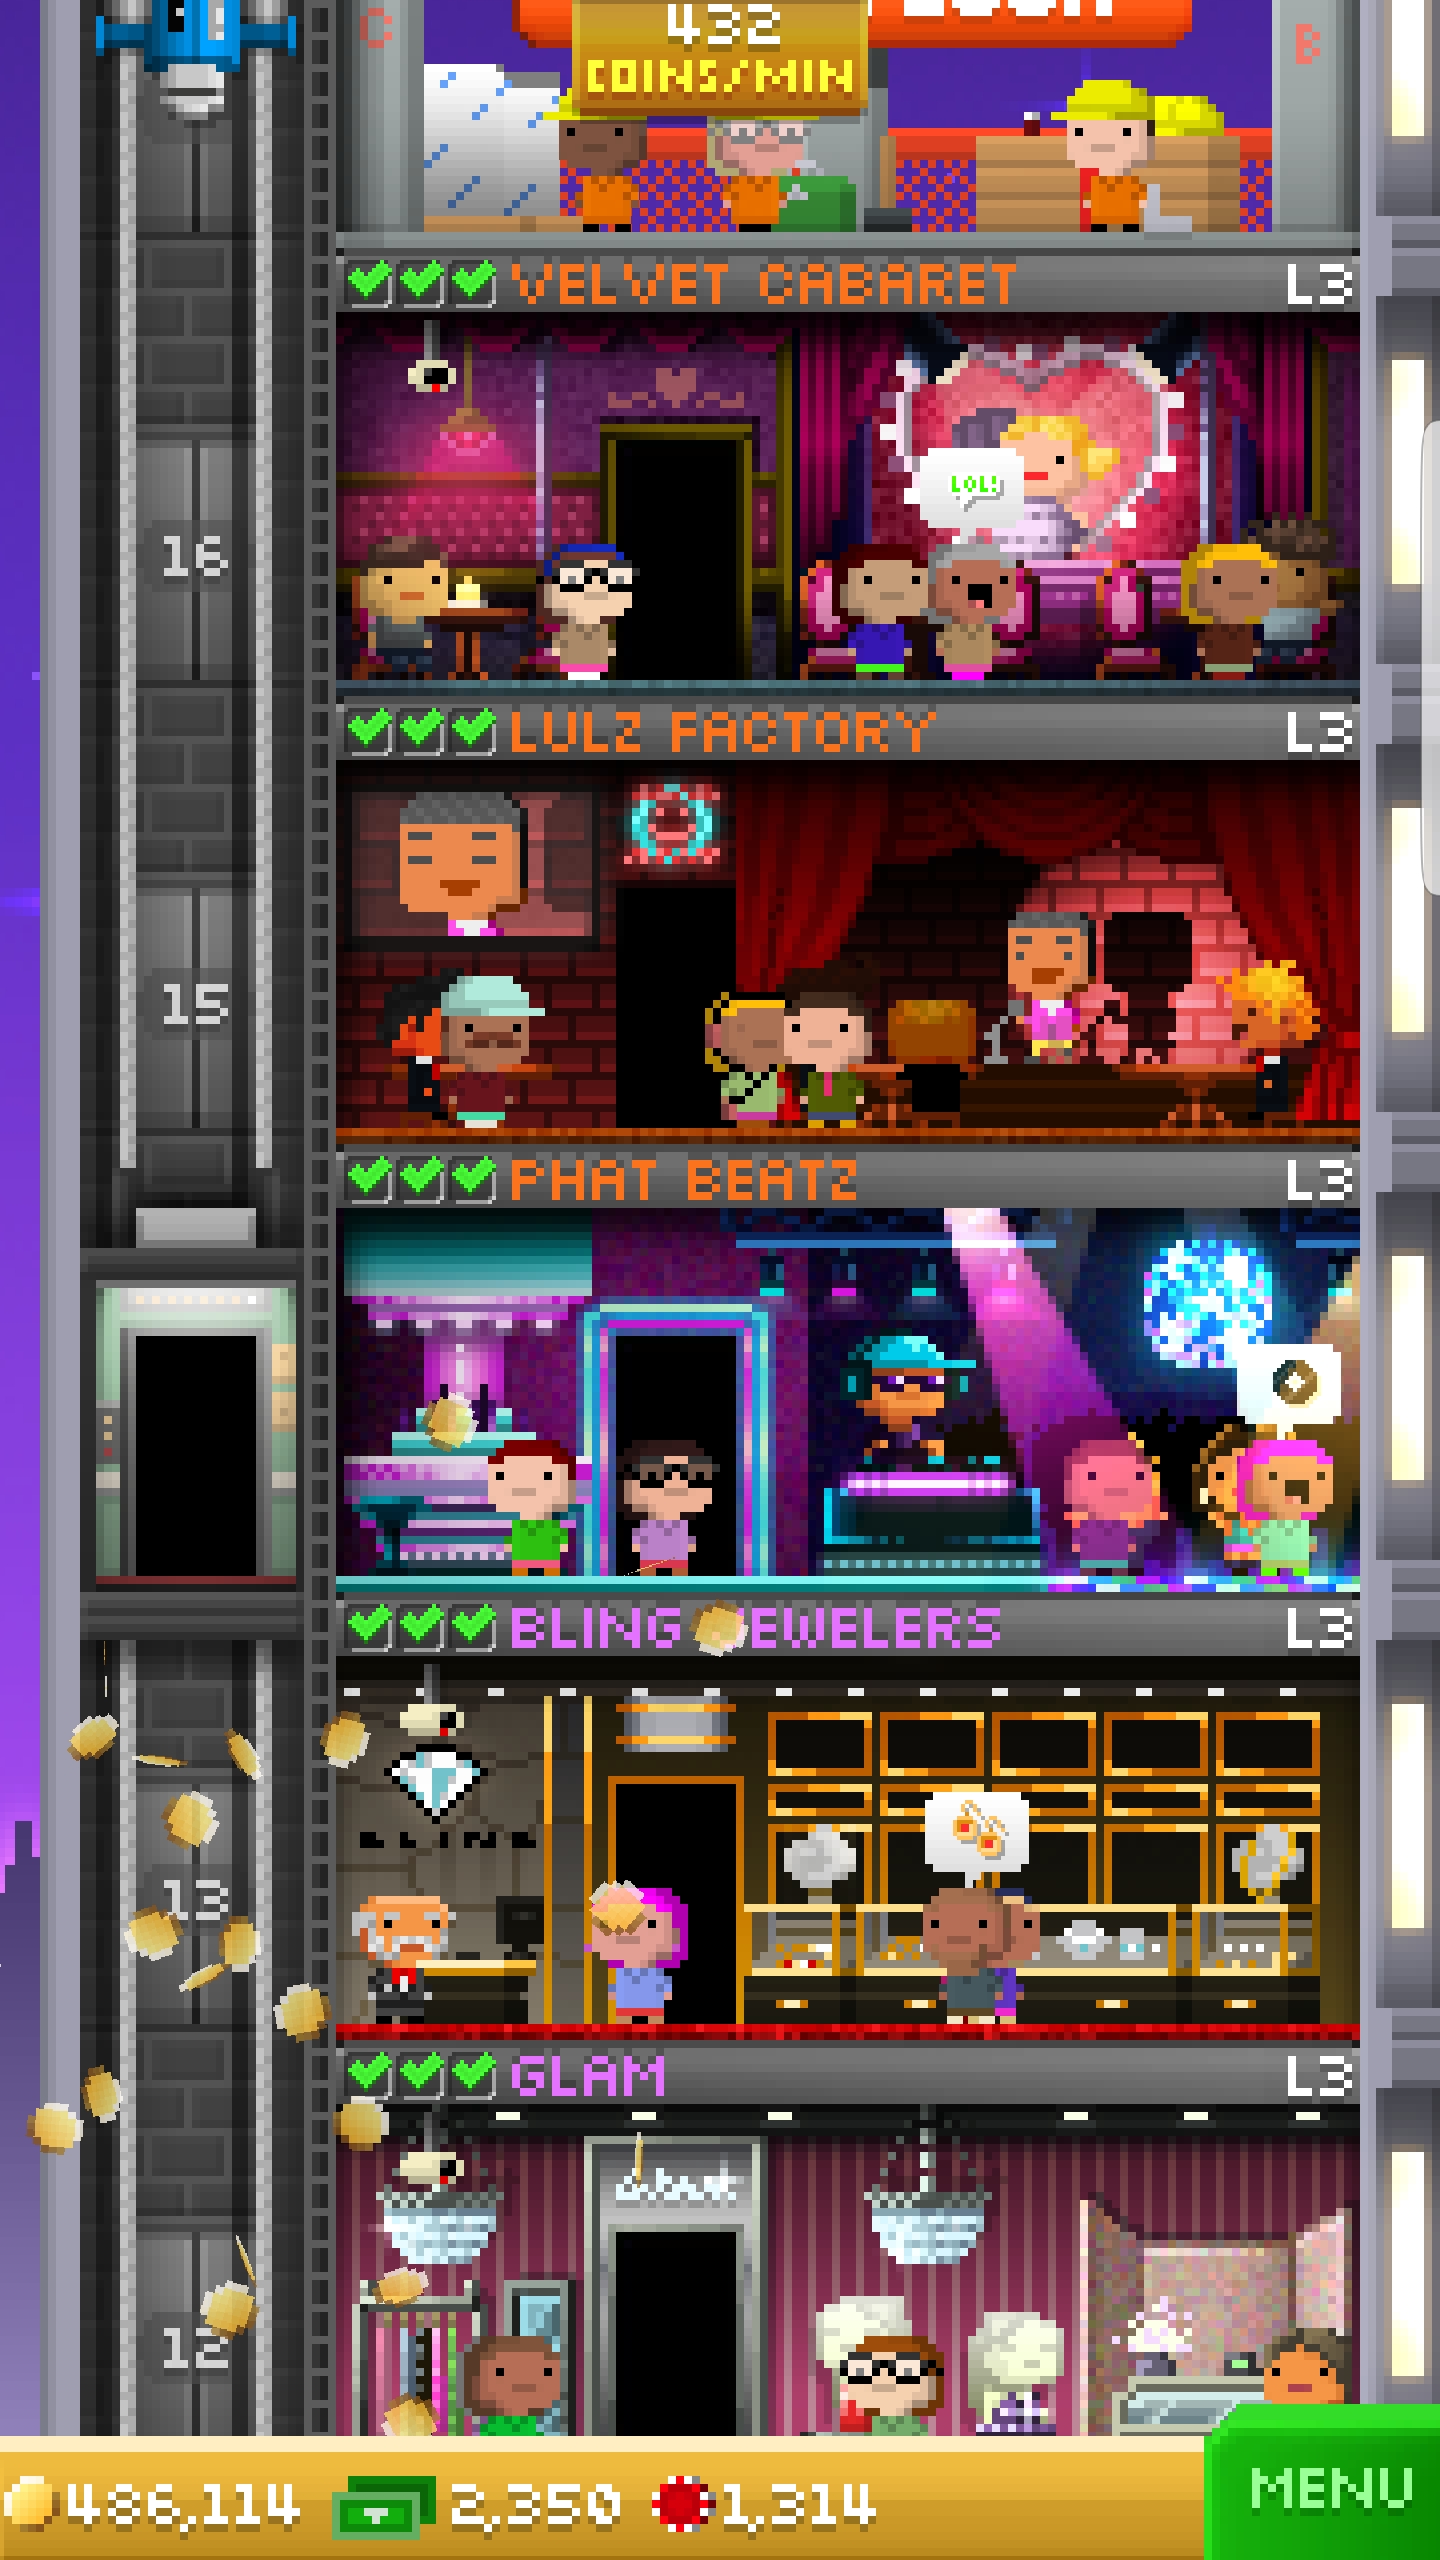 C
B
432
COINS/MIN
VELVET CABARET L3
LOL!
16
LULZ FACTORY L3
15
PHAT BEATZ L3
BLING JEWELERS L3
BLING
13
GLAM L3
12
486,114 2,350 1,314
MENU